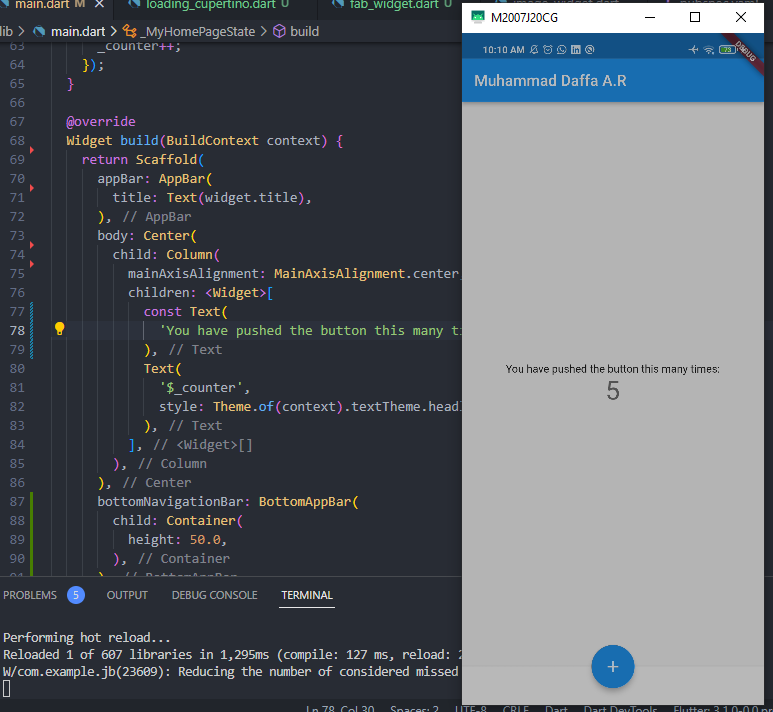 main.dart M
loading_cupertino.dart U
fab_widget.dart U
lib > main.dart > _MyHomePageState > build
63 _counter++;
64 });
65 }
66
67 @override
68 Widget build(BuildContext context) {
69 return Scaffold(
70 appBar: AppBar(
71 title: Text(widget.title),
72 ), // AppBar
73 body: Center(
74 child: Column(
75 mainAxisAlignment: MainAxisAlignment.center,
76 children: <Widget>[
77 const Text(
78 'You have pushed the button this many ti
79 ), // Text
80 Text(
81 '$_counter',
82 style: Theme.of(context).textTheme.headl
83 ), // Text
84 ], // <Widget>[]
85 ), // Column
86 ), // Center
87 bottomNavigationBar: BottomAppBar(
88 child: Container(
89 height: 50.0,
90 ), // Container
91 ), // BottomAppBar
PROBLEMS 5 OUTPUT DEBUG CONSOLE TERMINAL
Performing hot reload...
Reloaded 1 of 607 libraries in 1,295ms (compile: 127 ms, reload: 2
W/com.example.jb(23609): Reducing the number of considered missed
Ln 78, Col 30 Spaces: 2 UTF-8 CRLF Dart Dart DevTools Flutter: 3.1.0-0.0.pr
M2007J20CG
10:10 AM
DEBUG
Muhammad Daffa A.R
You have pushed the button this many times:
5